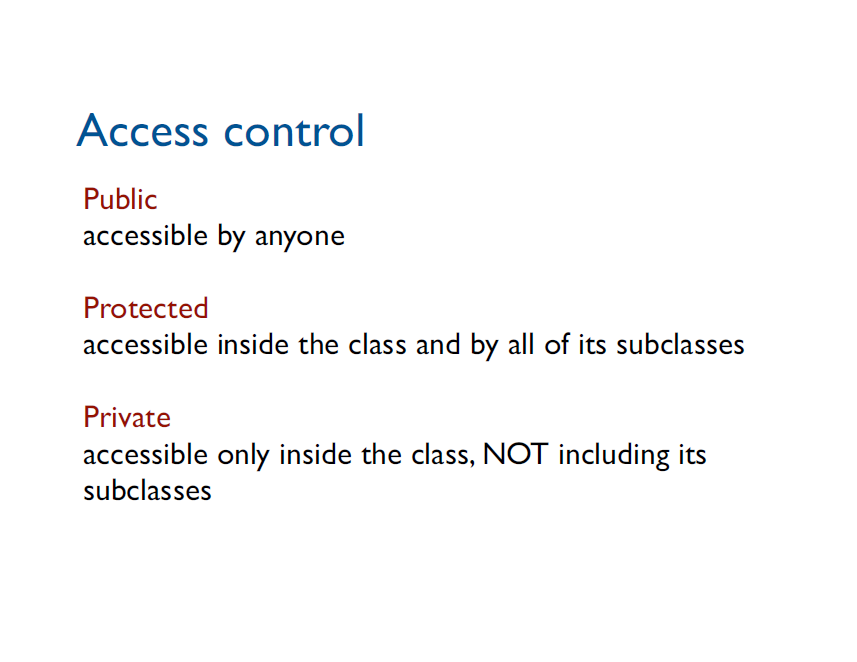 Access control
Public
accessible by anyone
Protected
accessible inside the class and by all of its subclasses
Private
accessible only inside the class, NOT including its
subclasses